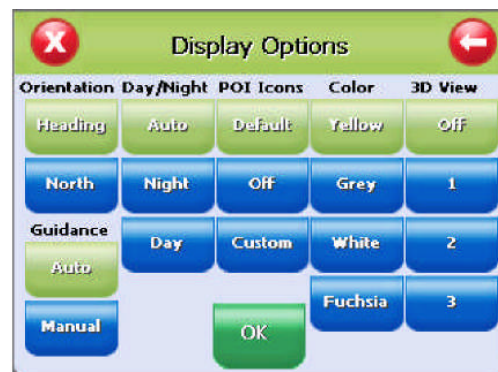 X Display Options
Orientation Day/Night POI Icons Color 3D View
Heading Auto Default Yellow Off
North Night Off Grey 1
Guidance
Day Custom White 2
Auto
Fuchsia 3
Manual OK